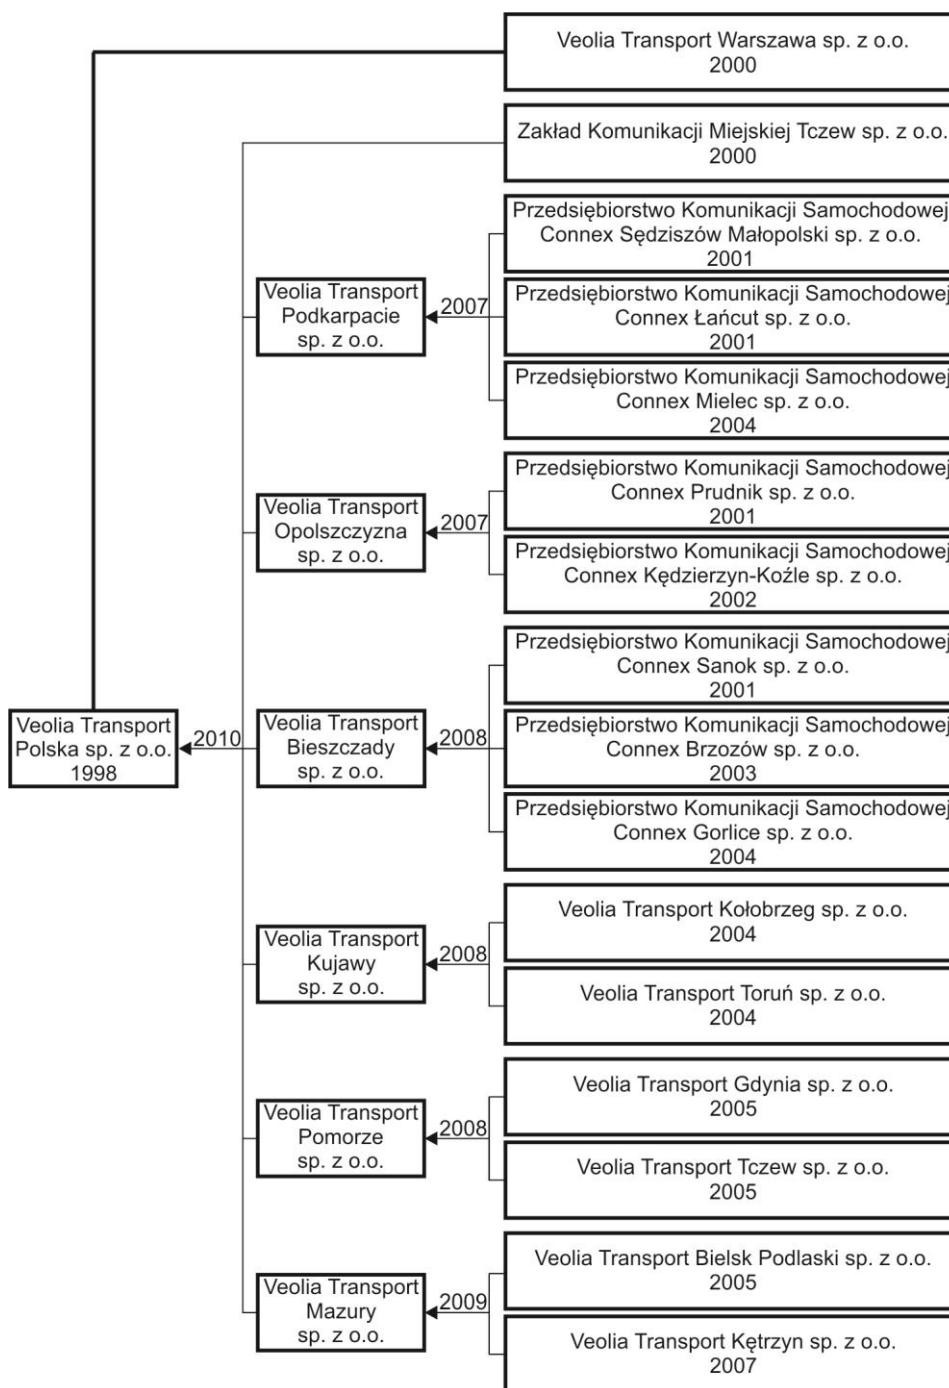 Veolia Transport Warszawa sp. z o.o.
2000
Zakład Komunikacji Miejskiej Tczew sp. z o.o.
2000
Przedsiębiorstwo Komunikacji Samochodowej
Connex Sędziszów Małopolski sp. z o.o.
2001
Veolia Transport
Podkarpacie
sp. z o.o.
2007
Przedsiębiorstwo Komunikacji Samochodowej
Connex Łańcut sp. z o.o.
2001
Przedsiębiorstwo Komunikacji Samochodowej
Connex Mielec sp. z o.o.
2004
Przedsiębiorstwo Komunikacji Samochodowej
Connex Prudnik sp. z o.o.
2001
Veolia Transport
Opolszczyzna
sp. z o.o.
2007
Przedsiębiorstwo Komunikacji Samochodowej
Connex Kędzierzyn-Koźle sp. z o.o.
2002
Przedsiębiorstwo Komunikacji Samochodowej
Connex Sanok sp. z o.o.
2001
Veolia Transport
Polska sp. z o.o.
1998
2010
Veolia Transport
Bieszczady
sp. z o.o.
2008
Przedsiębiorstwo Komunikacji Samochodowej
Connex Brzozów sp. z o.o.
2003
Przedsiębiorstwo Komunikacji Samochodowej
Connex Gorlice sp. z o.o.
2004
Veolia Transport Kołobrzeg sp. z o.o.
2004
Veolia Transport
Kujawy
sp. z o.o.
2008
Veolia Transport Toruń sp. z o.o.
2004
Veolia Transport Gdynia sp. z o.o.
2005
Veolia Transport
Pomorze
sp. z o.o.
2008
Veolia Transport Tczew sp. z o.o.
2005
Veolia Transport Bielsk Podlaski sp. z o.o.
2005
Veolia Transport
Mazury
sp. z o.o.
2009
Veolia Transport Kętrzyn sp. z o.o.
2007